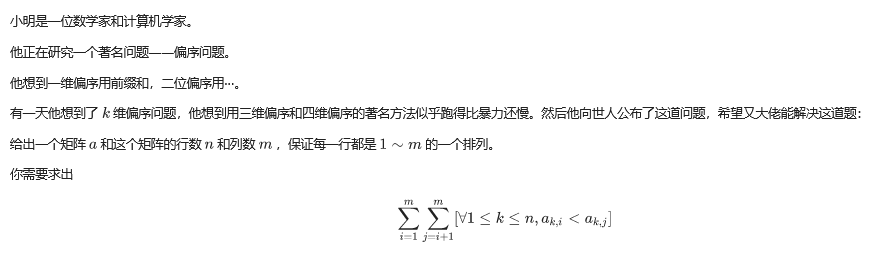 小明是一位数学家和计算机学家。
他正在研究一个著名问题——偏序问题。
他想到一维偏序用前缀和，二位偏序用…。
有一天他想到了 k 维偏序问题，他想到用三维偏序和四维偏序的著名方法似乎跑得比暴力还慢。然后他向世人公布了这道问题，希望又大佬能解决这道题：
给出一个矩阵 a 和这个矩阵的行数 n 和列数 m ，保证每一行都是 1 ∼ m 的一个排列。
你需要求出
$$\sum_{i=1}^{m} \sum_{j=i+1}^{m} [\forall 1 \le k \le n, a_{k,i} < a_{k,j}]$$